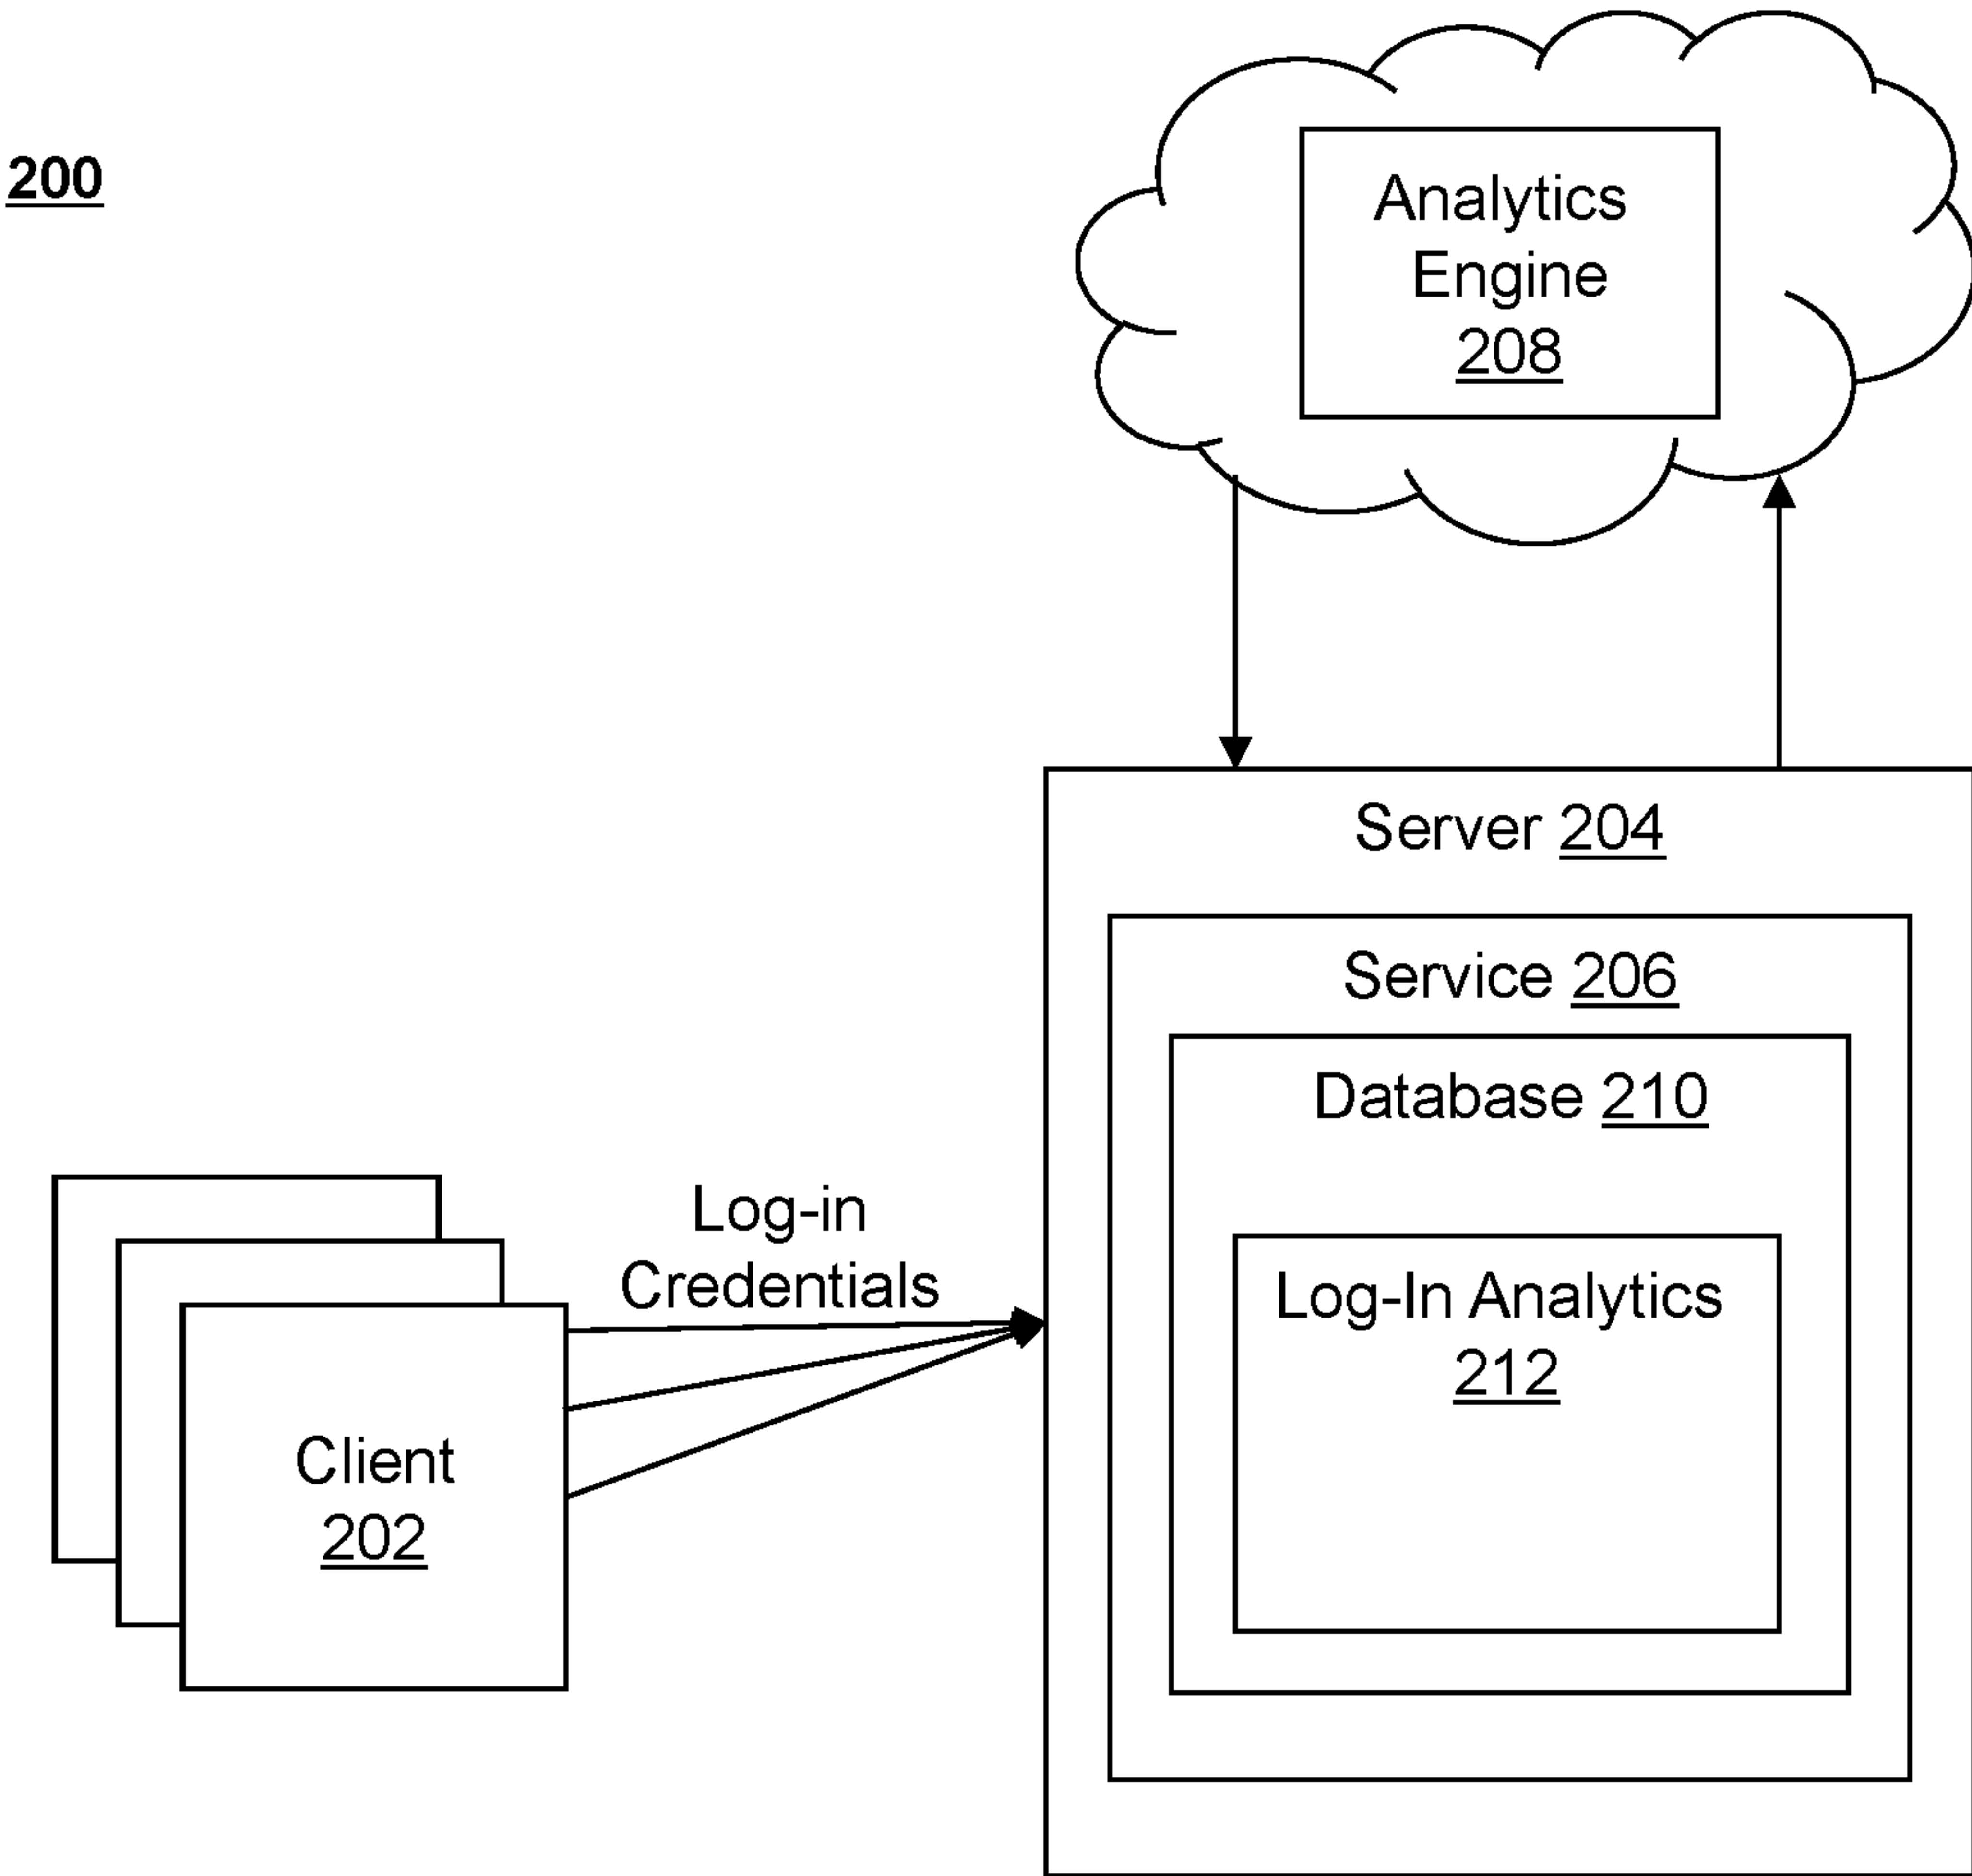 200
Analytics
Engine
208
Server 204
Service 206
Database 210
Log-In Analytics
212
Log-in
Credentials
Client
202